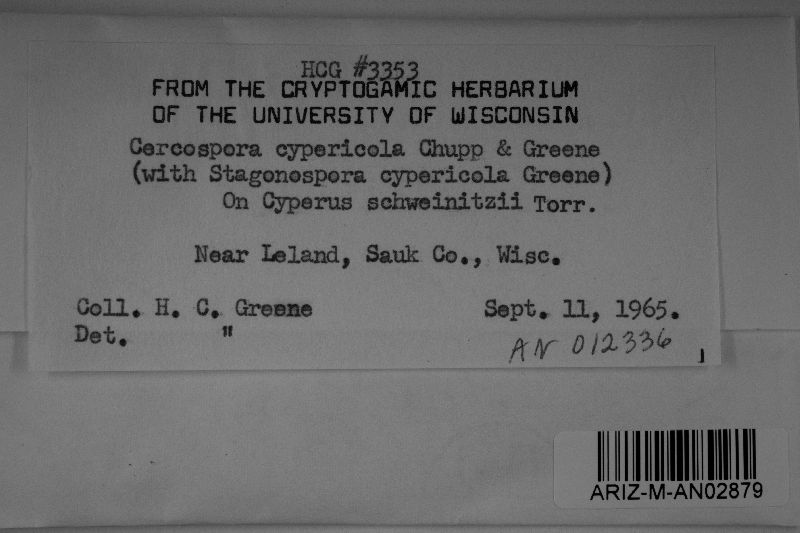 HCG #3353
FROM THE CRYPTOGAMIC HERBARIUM
OF THE UNIVERSITY OF WISCONSIN
Cercospora cypericola Chupp & Greene
(with Stagonospora cypericola Greene)
On Cyperus schweinitzii Torr.
Near Leland, Sauk Co., Wisc.
Coll. H. C. Greene Sept. 11, 1965.
Det. "
AN 012336
ARIZ-M-AN02879